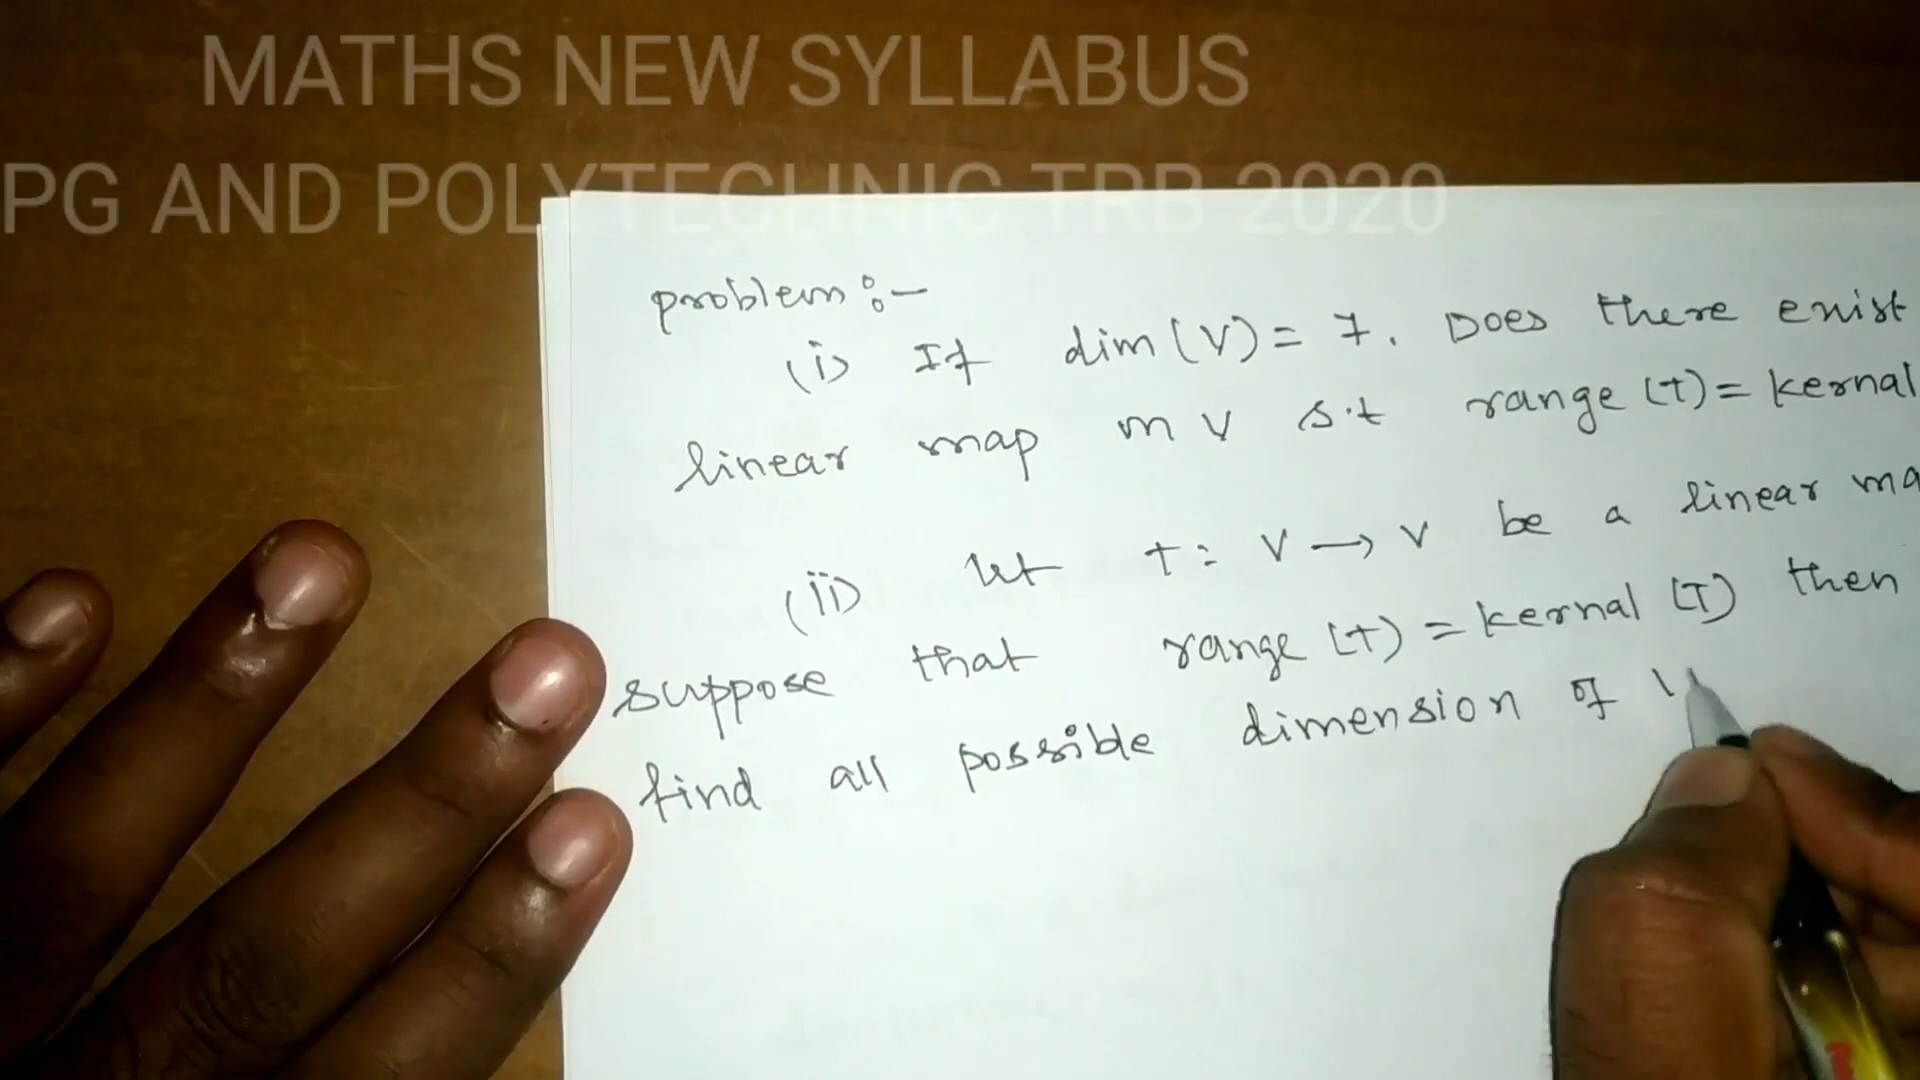 MATHS NEW SYLLABUS
PG AND POLYTECHNIC TRB 2020
problem :-
(i) If dim (V) = 7. Does there exist
linear map in V s.t range (T) = kernal
(ii) let T: V → V be a linear ma
suppose that range (T) = kernal (T) then
find all possible dimension of